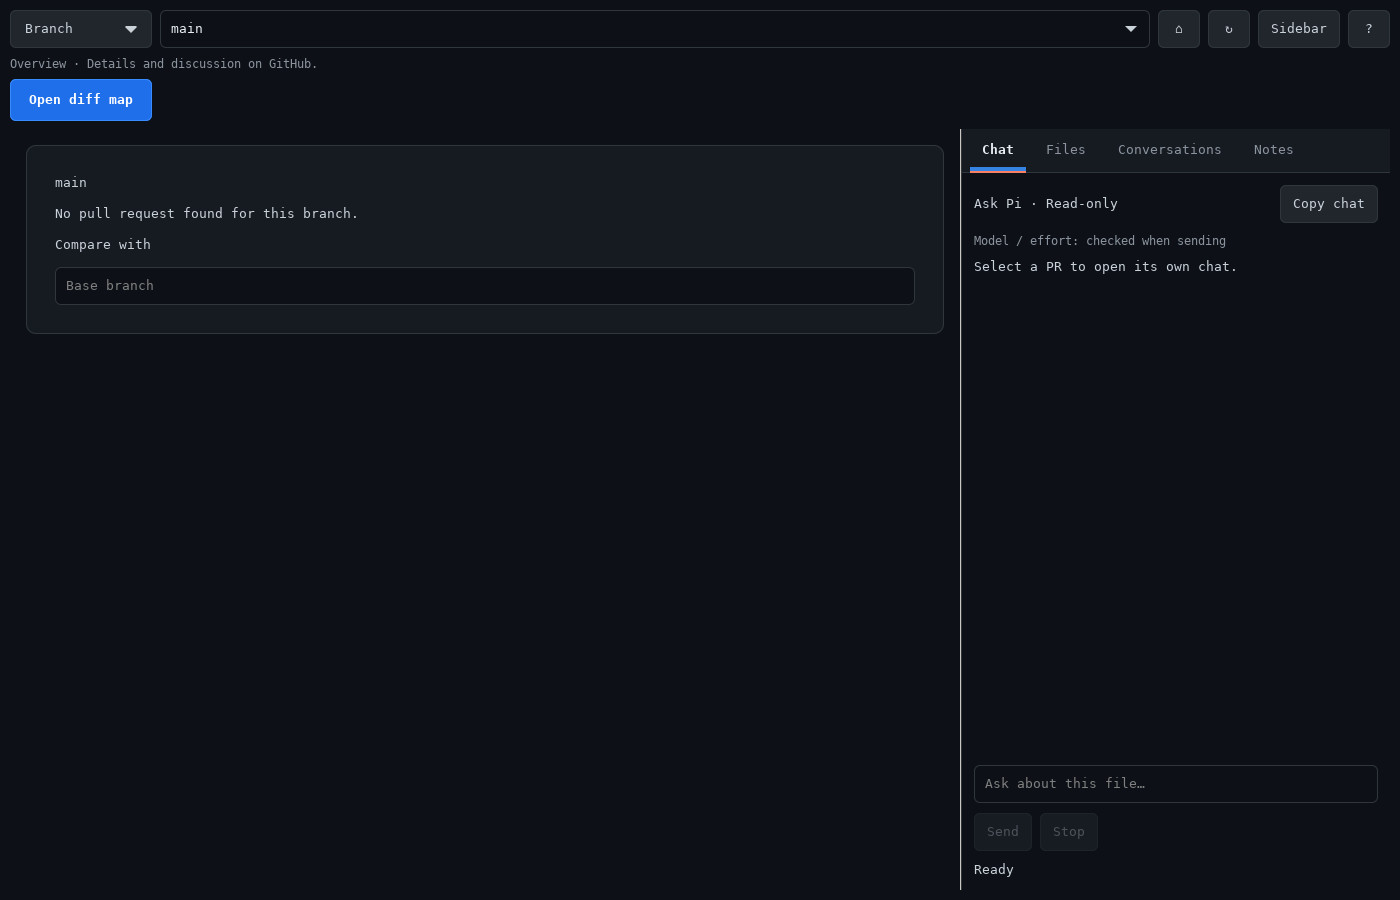 Branch
main
⌂
↻
Sidebar
?
Overview · Details and discussion on GitHub.
Open diff map
main
No pull request found for this branch.
Compare with
Base branch
Chat Files Conversations Notes
Ask Pi · Read-only
Copy chat
Model / effort: checked when sending
Select a PR to open its own chat.
Ask about this file…
Send
Stop
Ready